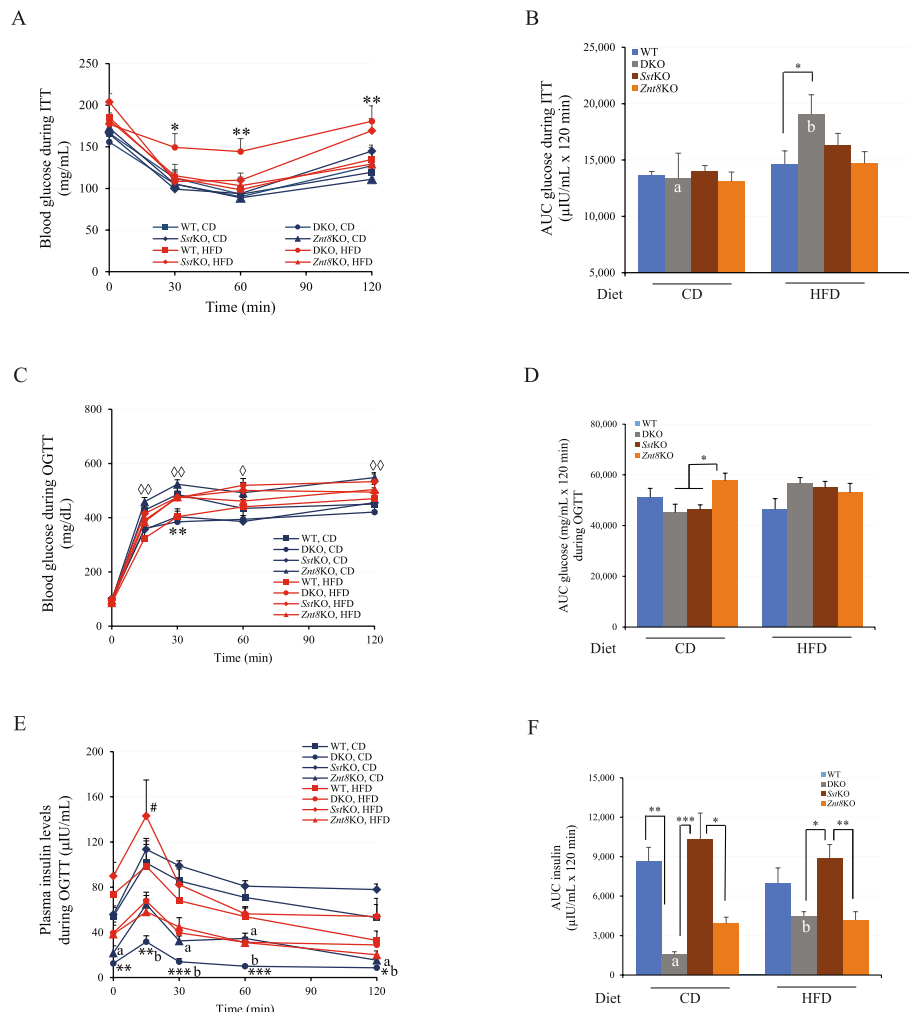 A
Blood glucose during ITT
(mg/mL)
250
200
150
100
50
0
*
**
**
WT, CD
DKO, CD
SstKO, CD
Znt8KO, CD
WT, HFD
DKO, HFD
SstKO, HFD
Znt8KO, HFD
0
30
60
90
120
Time (min)
B
AUC glucose during ITT
(μIU/mL x 120 min)
25,000
20,000
15,000
10,000
5,000
WT
DKO
SstKO
Znt8KO
*
a
b
Diet
CD
HFD
C
Blood glucose during OGTT
(mg/dL)
800
600
400
200
0
◊◊
◊◊
◊
◊◊
**
WT, CD
DKO, CD
SstKO, CD
Znt8KO, CD
WT, HFD
DKO, HFD
SstKO, HFD
Znt8KO, HFD
0
30
60
90
120
Time (min)
D
AUC glucose (mg/mL x 120 min)
during OGTT
80,000
60,000
40,000
20,000
0
WT
DKO
SstKO
Znt8KO
*
Diet
CD
HFD
E
Plasma insulin levels
during OGTT (μIU/mL)
200
160
120
80
40
0
WT, CD
DKO, CD
SstKO, CD
Znt8KO, CD
WT, HFD
DKO, HFD
SstKO, HFD
Znt8KO, HFD
#
a
**
**b
a
***b
a
b
***
a
*b
0
30
60
90
120
Time (min)
F
AUC insulin
(μIU/mL x 120 min)
15,000
12,000
9,000
6,000
3,000
0
WT
DKO
SstKO
Znt8KO
**
***
*
*
**
a
b
Diet
CD
HFD